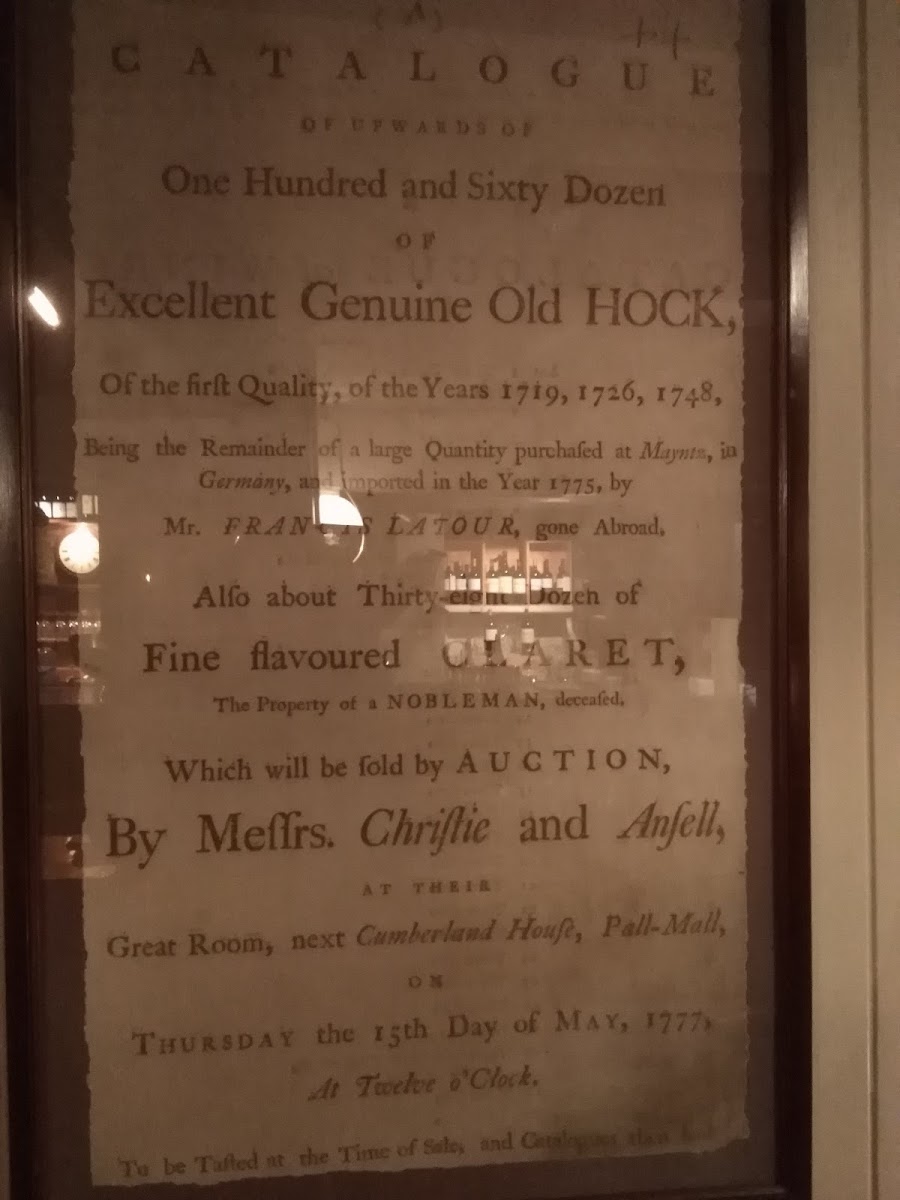 (A)
CATALOGUE
OF UPWARDS OF
One Hundred and Sixty Dozen
OF
Excellent Genuine Old HOCK,
Of the firſt Quality, of the Years 1719, 1726, 1748,
Being the Remainder of a large Quantity purchaſed at Maynts, in
Germany, and imported in the Year 1775, by
Mr. FRANCIS LATOUR, gone Abroad,
Alſo about Thirty-eight Dozen of
Fine flavoured CLARET,
The Property of a NOBLEMAN, deceaſed,
Which will be ſold by AUCTION,
By Meſſrs. Chriſtie and Anſell,
AT THEIR
Great Room, next Cumberland Houſe, Pall-Mall,
ON
THURSDAY the 15th Day of MAY, 1777,
At Twelve o'Clock.
To be Taſted at the Time of Sale, and Catalogues then